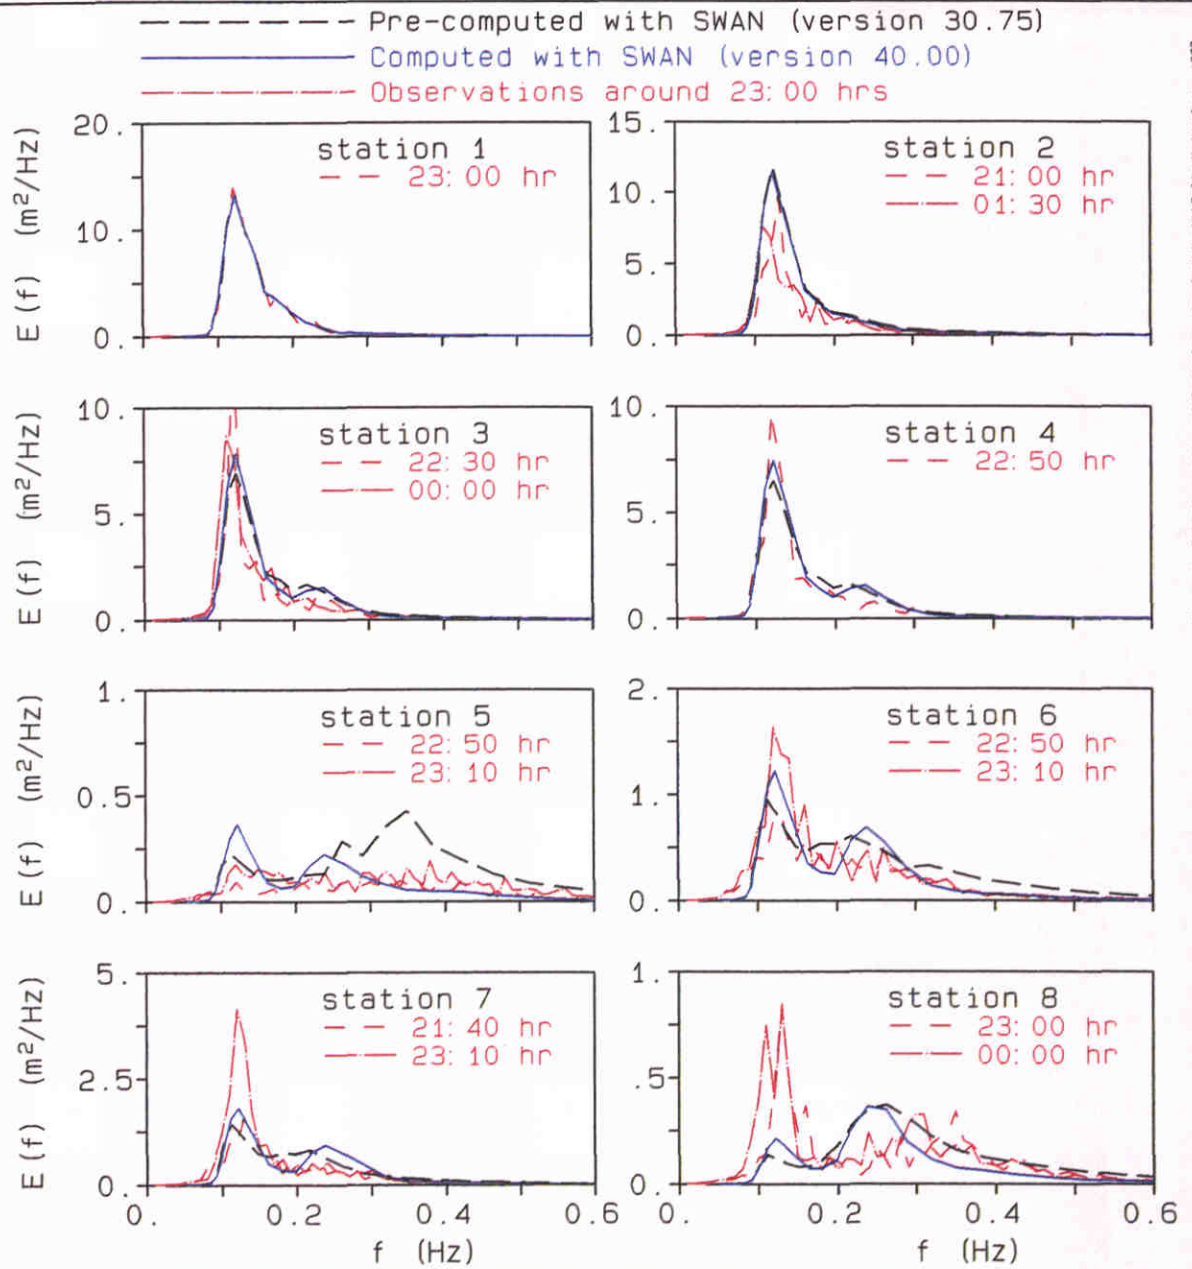 Pre-computed with SWAN (version 30.75)
Computed with SWAN (version 40.00)
Observations around 23:00 hrs
E(f) (m²/Hz)
20.
10.
0.
station 1
23:00 hr
15.
10.
5.
0.
station 2
21:00 hr
01:30 hr
E(f) (m²/Hz)
10.
5.
0.
station 3
22:30 hr
00:00 hr
10.
5.
0.
station 4
22:50 hr
E(f) (m²/Hz)
1.
0.5
0.
station 5
22:50 hr
23:10 hr
2.
1.
0.
station 6
22:50 hr
23:10 hr
E(f) (m²/Hz)
5.
2.5
0.
station 7
21:40 hr
23:10 hr
0. 0.2 0.4 0.6
f (Hz)
1.
.5
0.
station 8
23:00 hr
00:00 hr
0. 0.2 0.4 0.6
f (Hz)